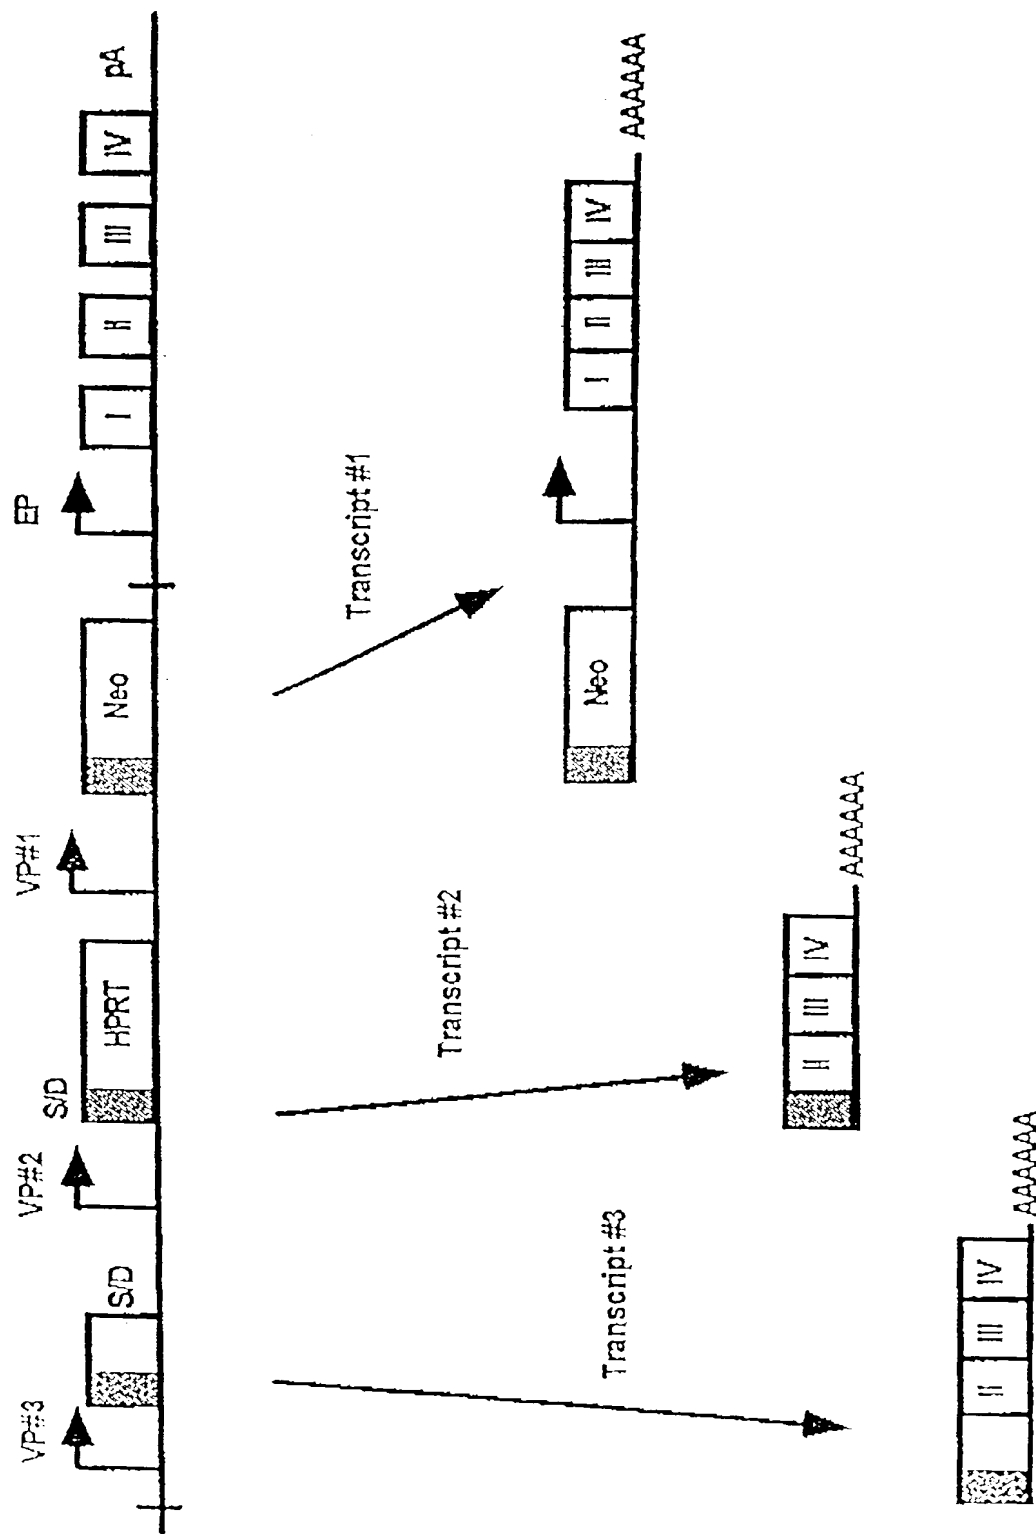 VP#3
VP#2
VP#1
EP
S/D
S/D
HPRT
Neo
I
II
III
IV
pA
Transcript #1
Neo
I
II
III
IV
AAAAAA
Transcript #2
II
III
IV
AAAAAA
Transcript #3
II
III
IV
AAAAAA